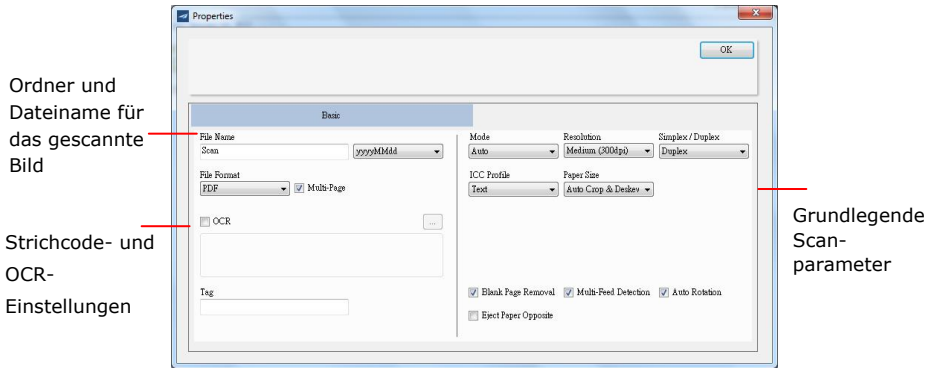 Properties
OK
Ordner und
Dateiname für
das gescannte
Bild
Basic
File Name
Scan
yyyyMMdd
File Format
PDF
Multi-Page
OCR
...
Tag
Strichcode- und
OCR-
Einstellungen
Mode
Resolution
Simplex / Duplex
Auto
Medium (300dpi)
Duplex
ICC Profile
Paper Size
Text
Auto Crop & Deskev
Blank Page Removal
Multi-Feed Detection
Auto Rotation
Eject Paper Opposite
Grundlegende
Scan-
parameter